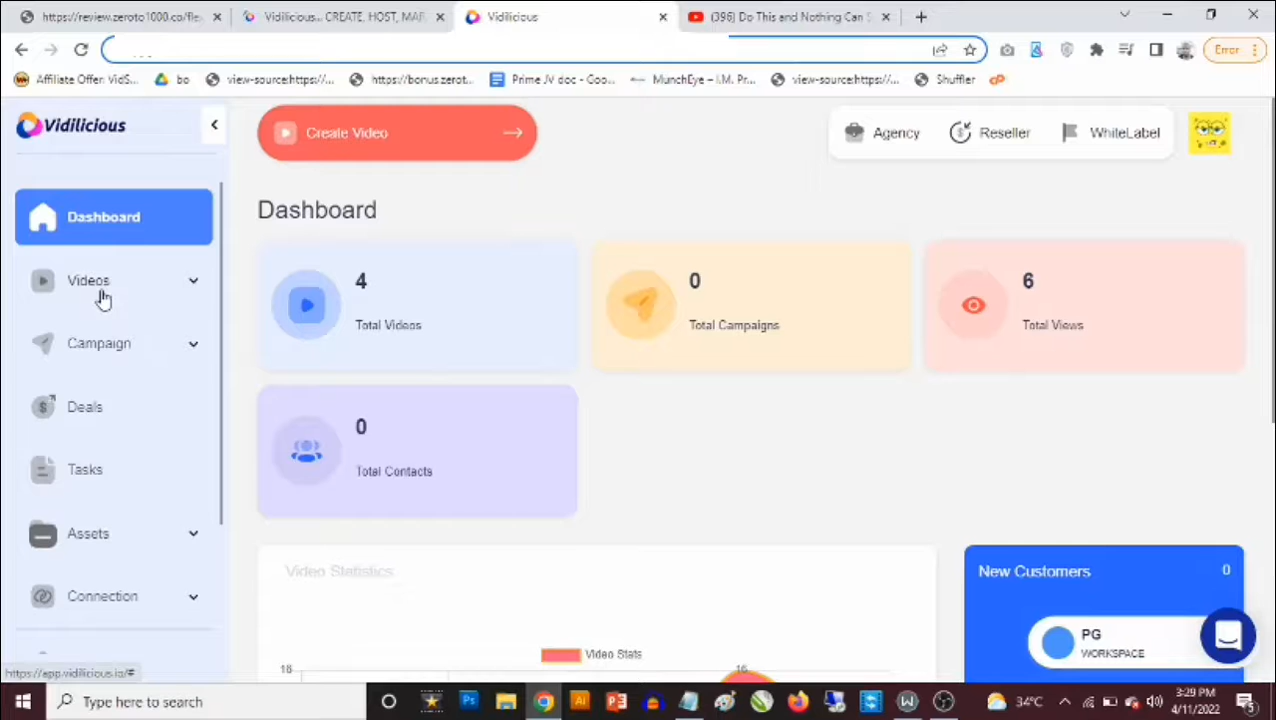 https://review.zeroto1000.co/fle
Vidilicious... CREATE, HOST, MAR
Vidilicious
(396) Do This and Nothing Can S
Error
Affiliate Offer: VidS...
bo
view-source:https://...
https://bonus.zerot...
Prime JV doc - Goo...
MunchEye – I.M. Pr...
view-source:https:/...
Shuffler
Vidilicious
Create Video
Agency
Reseller
WhiteLabel
Dashboard
Videos
Campaign
Deals
Tasks
Assets
Connection
Dashboard
4
Total Videos
0
Total Campaigns
6
Total Views
0
Total Contacts
Video Statistics
Video Stats
18
16
New Customers
0
PG
WORKSPACE
https://app.vidilicious.io/#
Type here to search
34°C
3:29 PM
4/11/2022
5